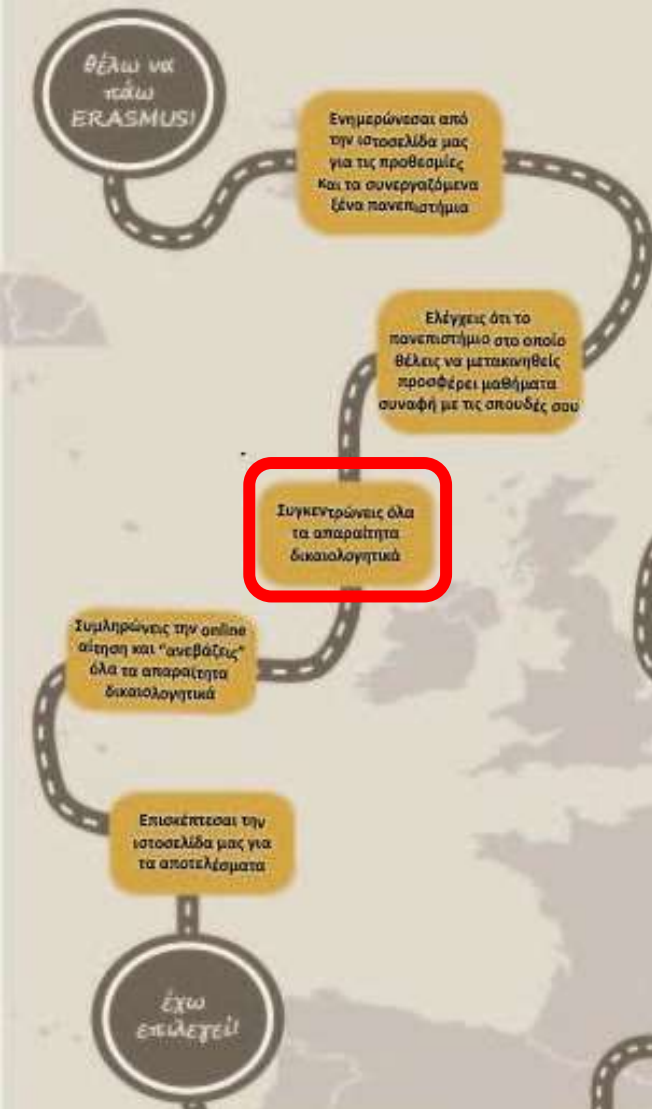 θέλω να
πάω
ERASMUS!
Ενημερώνεσαι από
την ιστοσελίδα μας
για τις προθεσμίες
και τα συνεργαζόμενα
ξένα πανεπιστήμια
Ελέγχεις ότι το
πανεπιστήμιο στο οποίο
θέλεις να μετακινηθείς
προσφέρει μαθήματα
συναφή με τις σπουδές σου
Συγκεντρώνεις όλα
τα απαραίτητα
δικαιολογητικά
Συμληρώνεις την online
αίτηση και "ανεβάζεις"
όλα τα απαραίτητα
δικαιολογητικά
Επισκέπτεσαι την
ιστοσελίδα μας για
τα αποτελέσματα
έχω
επιλεγεί!